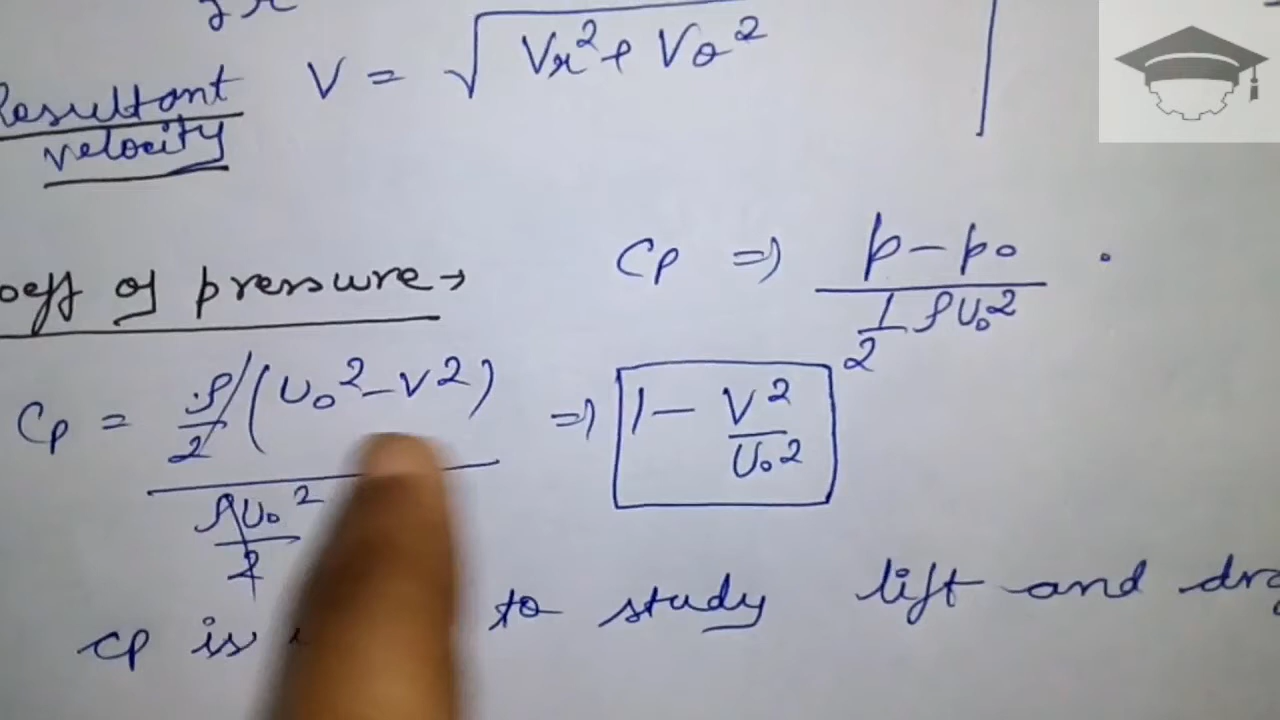 V = √(Vr² + Vθ²)
Resultant
velocity
Coeff of pressure→
Cp ⇒ (p - p₀) / (1/2 ρU₀²)
Cp = (ρ/2 (U₀² - V²)) / (ρU₀²/2) ⇒ 1 - V²/U₀²
cp is to study lift and drag